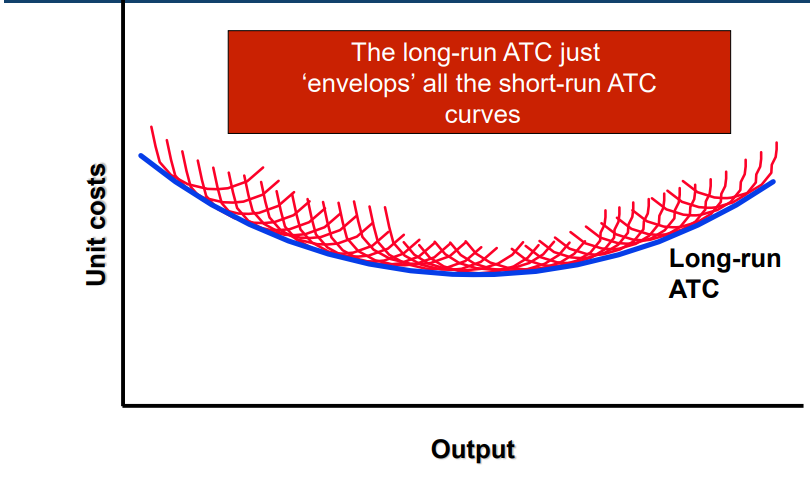 The long-run ATC just
‘envelops’ all the short-run ATC
curves
Unit costs
Long-run
ATC
Output